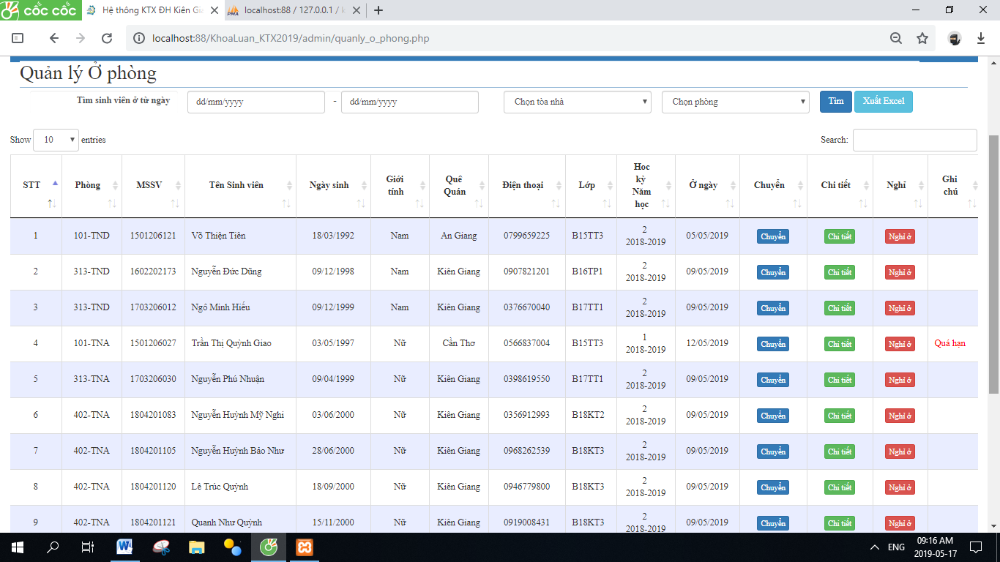 cốc cốc
Hệ thông KTX ĐH Kiên Gia
localhost:88 / 127.0.0.1 / k
localhost:88/KhoaLuan_KTX2019/admin/quanly_o_phong.php
Quản lý Ở phòng
Tìm sinh viên ở từ ngày dd/mm/yyyy - dd/mm/yyyy Chọn tòa nhà Chọn phòng Tìm Xuất Excel
Show 10 entries Search:
STT Phòng MSSV Tên Sinh viên Ngày sinh Giới tính Quê Quán Điện thoại Lớp Hoc kỳ Năm học Ở ngày Chuyển Chi tiết Nghỉ Ghi chú
1 101-TND 1501206121 Võ Thiện Tiên 18/03/1992 Nam An Giang 0799659225 B15TT3 2 2018-2019 05/05/2019 Chuyển Chi tiết Nghỉ ở
2 313-TND 1602202173 Nguyễn Đức Dũng 09/12/1998 Nam Kiên Giang 0907821201 B16TP1 2 2018-2019 09/05/2019 Chuyển Chi tiết Nghỉ ở
3 313-TND 1703206012 Ngô Minh Hiếu 09/12/1999 Nam Kiên Giang 0376670040 B17TT1 2 2018-2019 09/05/2019 Chuyển Chi tiết Nghỉ ở
4 101-TNA 1501206027 Trần Thị Quỳnh Giao 03/05/1997 Nữ Cần Thơ 0566837004 B15TT3 1 2018-2019 12/05/2019 Chuyển Chi tiết Nghỉ ở Quá hạn
5 313-TNA 1703206030 Nguyễn Phú Nhuận 09/04/1999 Nữ Kiên Giang 0398619550 B17TT1 2 2018-2019 09/05/2019 Chuyển Chi tiết Nghỉ ở
6 402-TNA 1804201083 Nguyễn Huỳnh Mỹ Nghi 03/06/2000 Nữ Kiên Giang 0356912993 B18KT2 2 2018-2019 09/05/2019 Chuyển Chi tiết Nghỉ ở
7 402-TNA 1804201105 Nguyễn Huỳnh Bảo Như 28/06/2000 Nữ Kiên Giang 0968262539 B18KT3 2 2018-2019 09/05/2019 Chuyển Chi tiết Nghỉ ở
8 402-TNA 1804201120 Lê Trúc Quỳnh 18/09/2000 Nữ Kiên Giang 0946779800 B18KT3 2 2018-2019 09/05/2019 Chuyển Chi tiết Nghỉ ở
9 402-TNA 1804201121 Quanh Như Quỳnh 15/11/2000 Nữ Kiên Giang 0919008431 B18KT3 2 2018-2019 09/05/2019 Chuyển Chi tiết Nghỉ ở
ENG 09:16 AM
2019-05-17